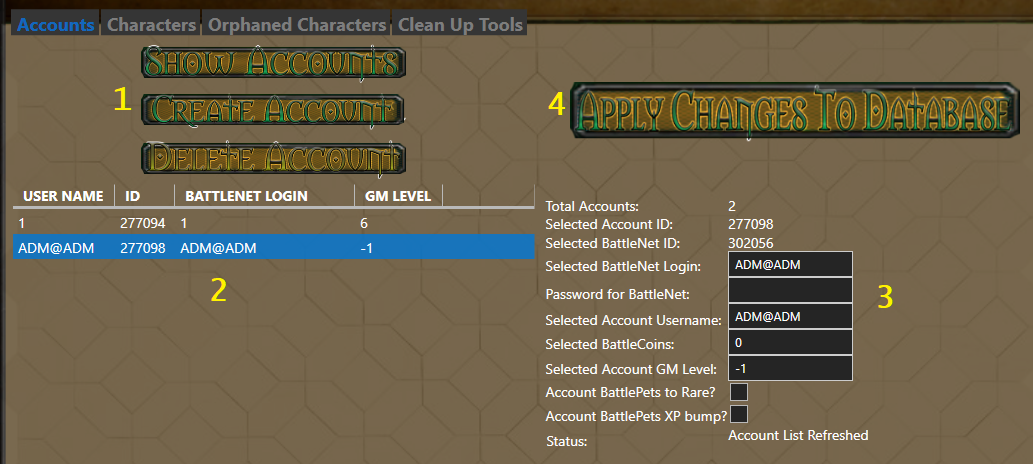 Accounts Characters Orphaned Characters Clean Up Tools
Show Accounts
1
Create Account
Delete Account
4
Apply Changes To Database
USER NAME ID BATTLENET LOGIN GM LEVEL
1 277094 1 6
ADM@ADM 277098 ADM@ADM -1
2
Total Accounts: 2
Selected Account ID: 277098
Selected BattleNet ID: 302056
Selected BattleNet Login: ADM@ADM
Password for BattleNet:
3
Selected Account Username: ADM@ADM
Selected BattleCoins: 0
Selected Account GM Level: -1
Account BattlePets to Rare?
Account BattlePets XP bump?
Status: Account List Refreshed